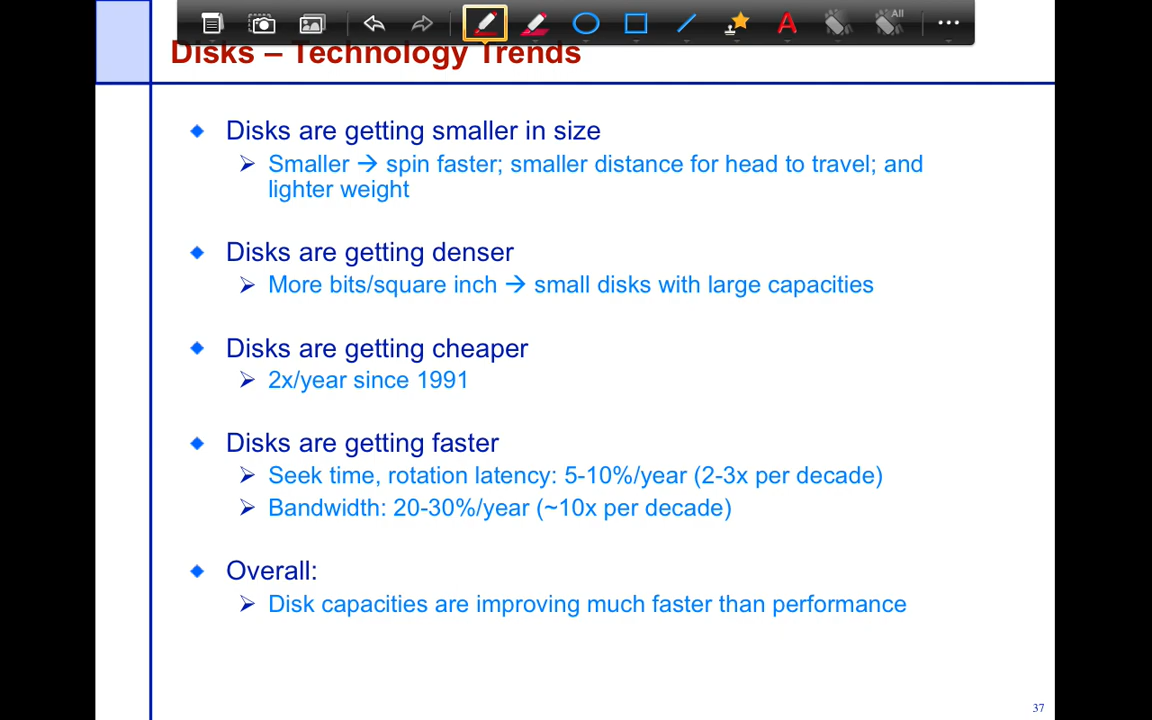 All
A
Disks – Technology Trends
Disks are getting smaller in size
Smaller → spin faster; smaller distance for head to travel; and
lighter weight
Disks are getting denser
More bits/square inch → small disks with large capacities
Disks are getting cheaper
2x/year since 1991
Disks are getting faster
Seek time, rotation latency: 5-10%/year (2-3x per decade)
Bandwidth: 20-30%/year (~10x per decade)
Overall:
Disk capacities are improving much faster than performance
37